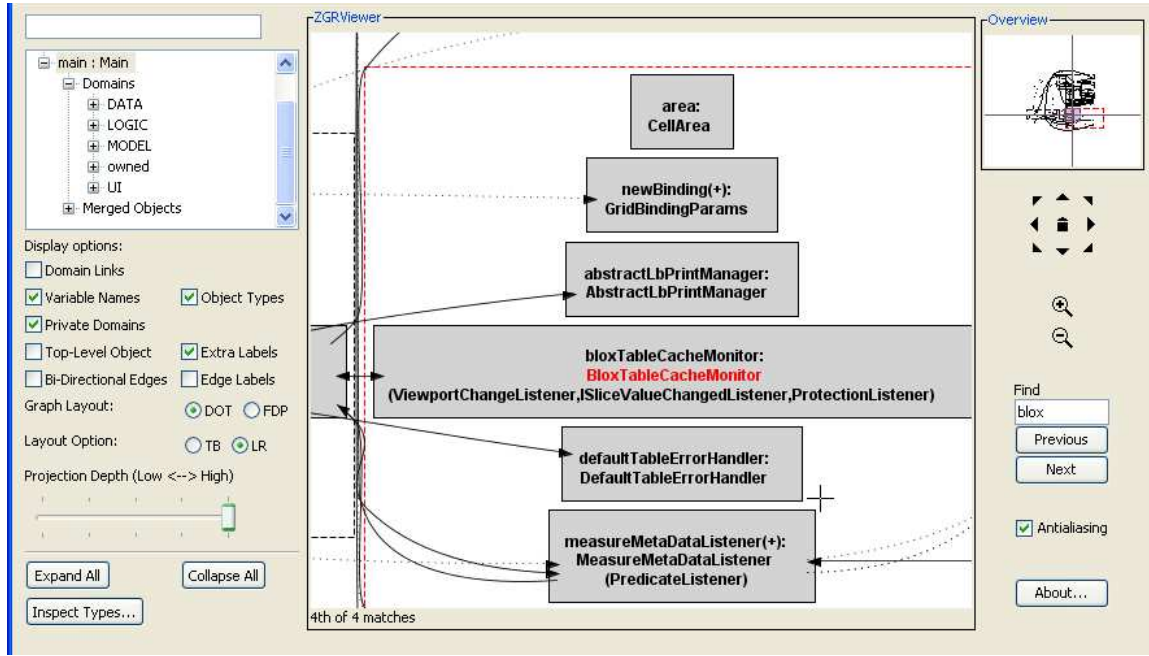 main : Main
Domains
DATA
LOGIC
MODEL
owned
UI
Merged Objects
Display options:
Domain Links
Variable Names
Object Types
Private Domains
Top-Level Object
Extra Labels
Bi-Directional Edges
Edge Labels
Graph Layout:
DOT
FDP
Layout Option:
TB
LR
Projection Depth (Low <--> High)
Expand All
Collapse All
Inspect Types...
ZGRViewer
area:
CellArea
newBinding(+):
GridBindingParams
abstractLbPrintManager:
AbstractLbPrintManager
bloxTableCacheMonitor:
BloxTableCacheMonitor
(ViewportChangeListener,ISliceValueChangedListener,ProtectionListener)
defaultTableErrorHandler:
DefaultTableErrorHandler
measureMetaDataListener(+):
MeasureMetaDataListener
(PredicateListener)
4th of 4 matches
Overview
Find
blox
Previous
Next
Antialiasing
About...